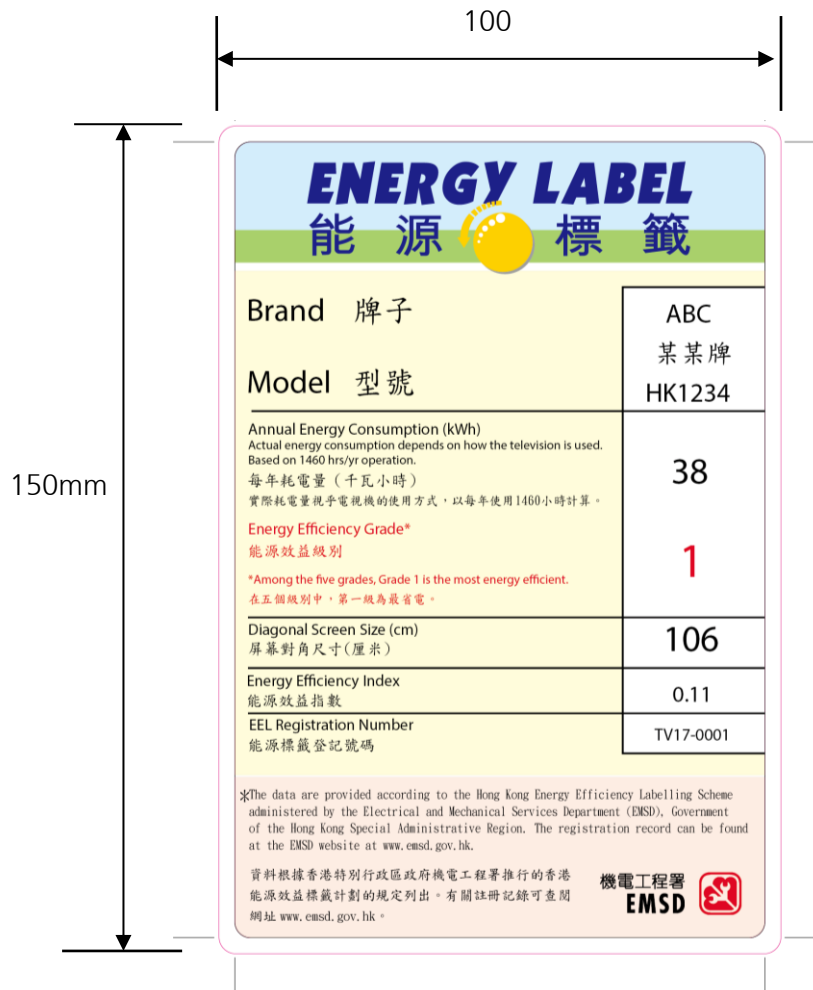 100
150mm
ENERGY LABEL
能源標籤
Brand 牌子
ABC
某某牌
Model 型號
HK1234
Annual Energy Consumption (kWh)
Actual energy consumption depends on how the television is used.
Based on 1460 hrs/yr operation.
每年耗電量（千瓦小時）
實際耗電量視乎電視機的使用方式，以每年使用1460小時計算。
38
Energy Efficiency Grade*
能源效益級別
1
*Among the five grades, Grade 1 is the most energy efficient.
在五個級別中，第一級為最省電。
Diagonal Screen Size (cm)
屏幕對角尺寸(厘米)
106
Energy Efficiency Index
能源效益指數
0.11
EEL Registration Number
能源標籤登記號碼
TV17-0001
*The data are provided according to the Hong Kong Energy Efficiency Labelling Scheme
administered by the Electrical and Mechanical Services Department (EMSD), Government
of the Hong Kong Special Administrative Region. The registration record can be found
at the EMSD website at www.emsd.gov.hk.
資料根據香港特別行政區政府機電工程署推行的香港
能源效益標籤計劃的規定列出。有關註冊記錄可查閱
網址 www.emsd.gov.hk。
機電工程署
EMSD